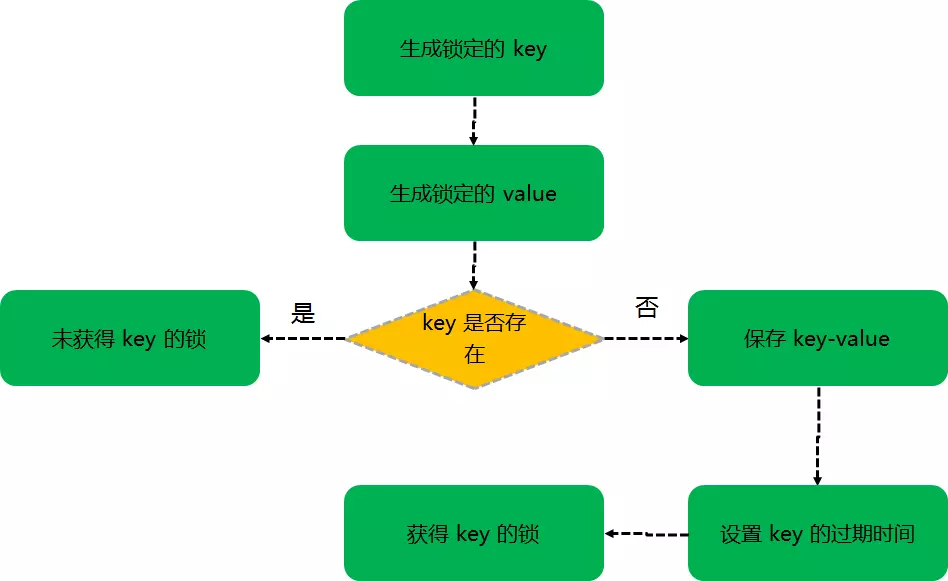 生成锁定的 key
生成锁定的 value
是
key 是否存
在
否
未获得 key 的锁
保存 key-value
获得 key 的锁
设置 key 的过期时间